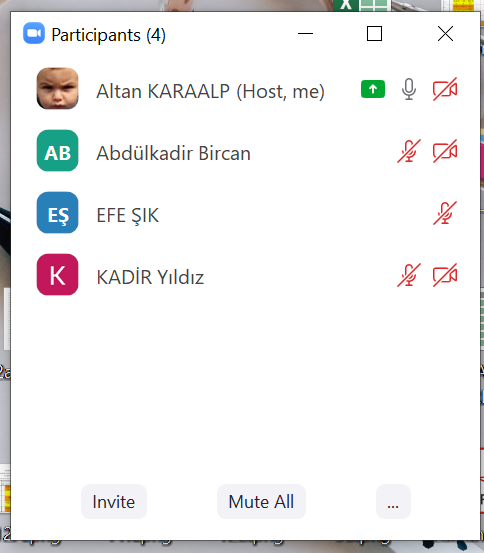 Participants (4)
Altan KARAALP (Host, me)
AB Abdülkadir Bircan
EŞ EFE ŞIK
K KADİR Yıldız
Invite Mute All ...